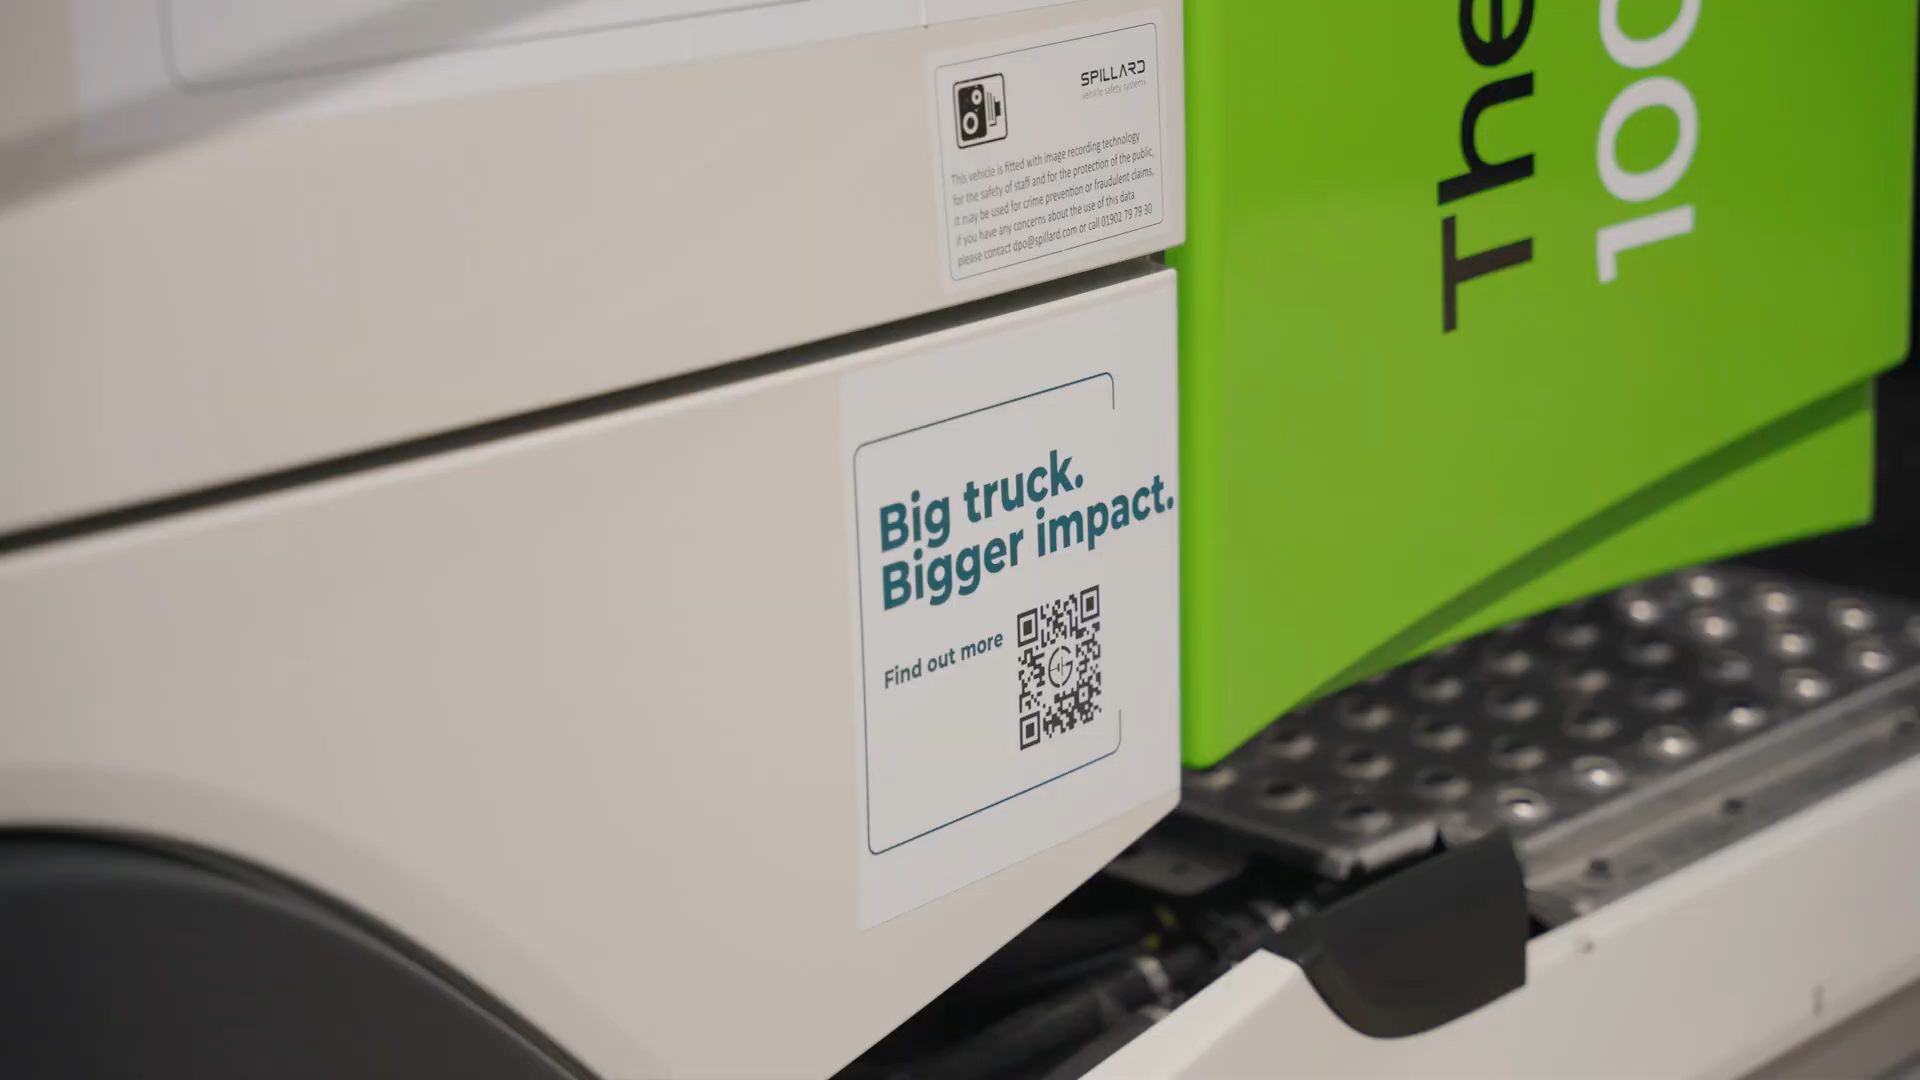 SPILLARD
vehicle safety systems
This vehicle is fitted with image recording technology
for the safety of staff and for the protection of the public,
it may be used for crime prevention or fraudulent claims.
if you have any concerns about the use of this data
please contact dpo@spillard.com or call 01902 79 79 30
Big truck.
Bigger impact.
Find out more
The
100